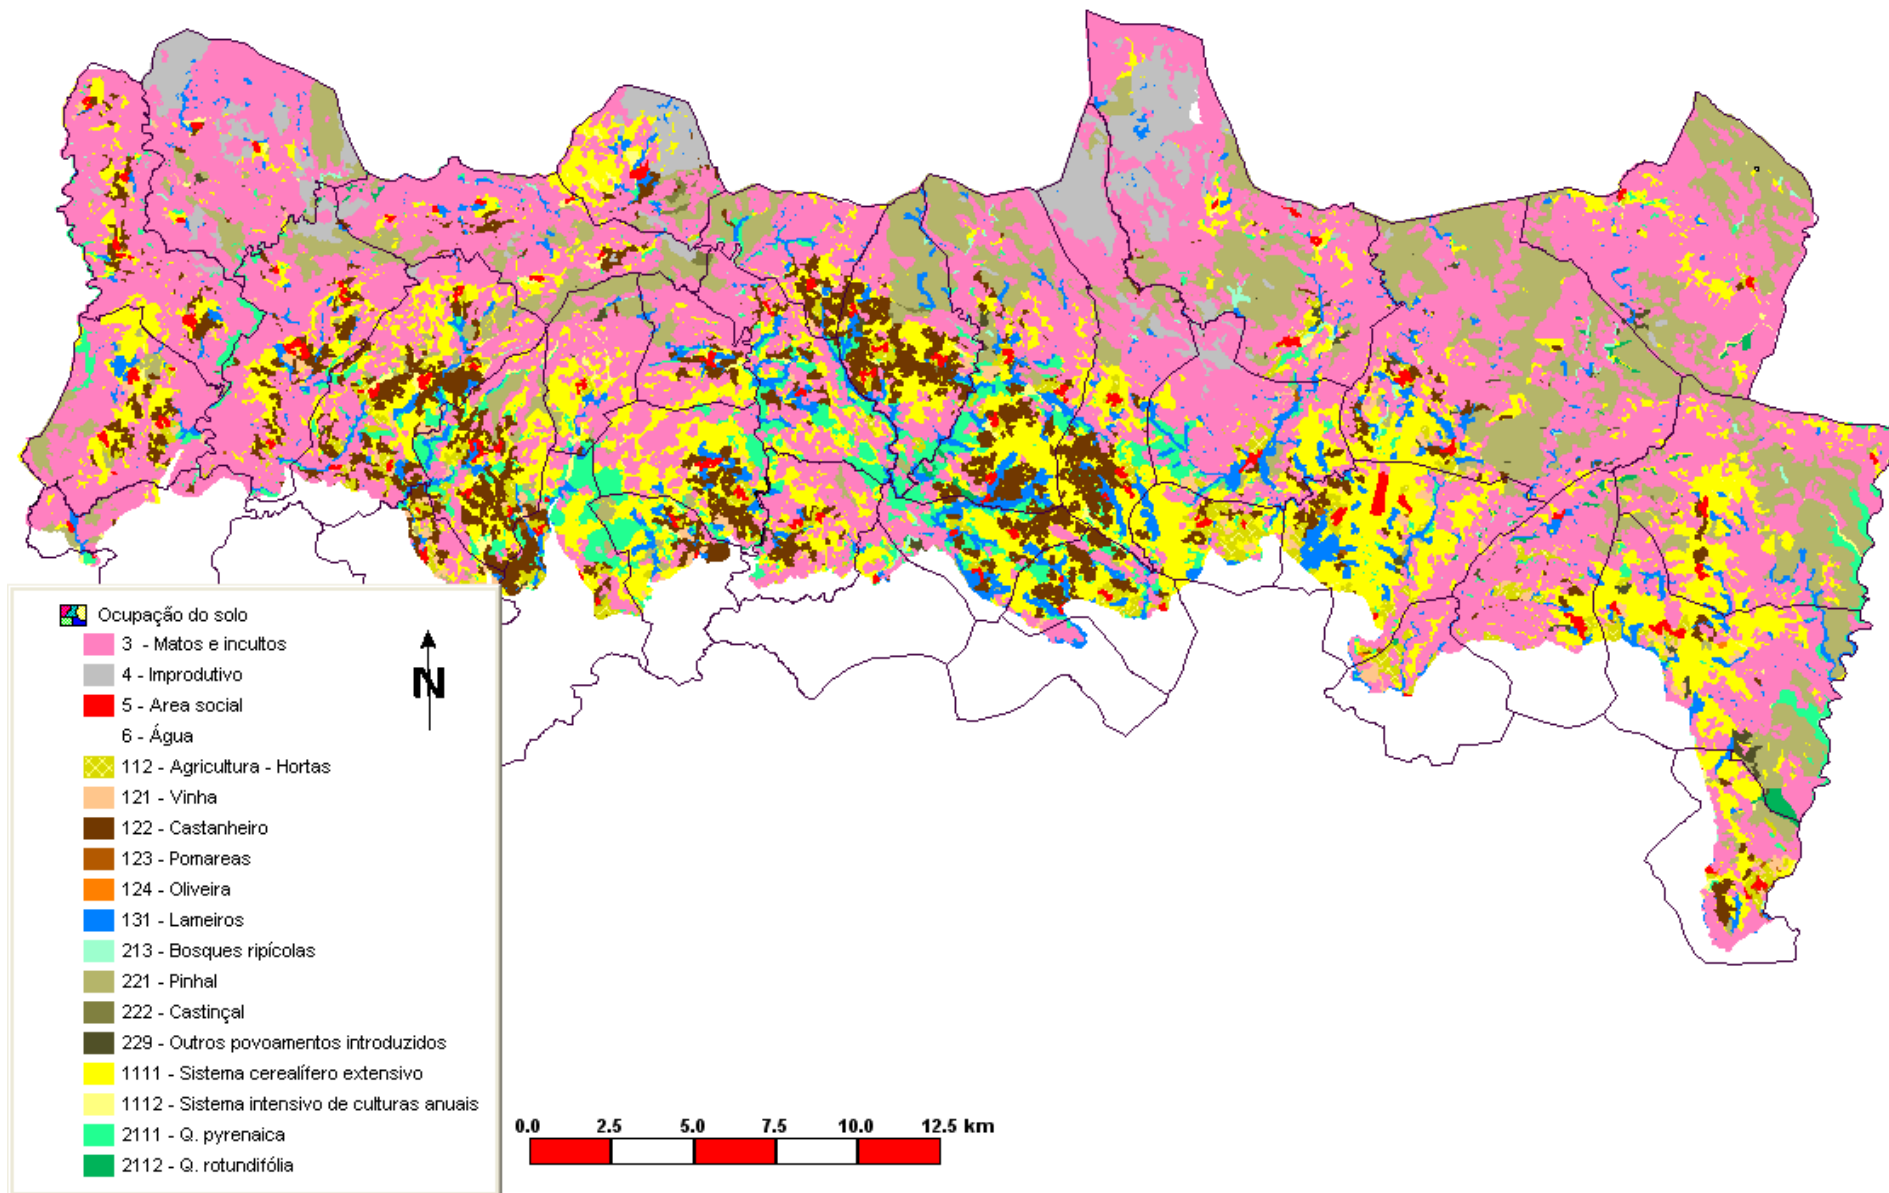 Ocupação do solo
3 - Matos e incultos
4 - Improdutivo
5 - Area social
6 - Água
112 - Agricultura - Hortas
121 - Vinha
122 - Castanheiro
123 - Pomareas
124 - Oliveira
131 - Lameiros
213 - Bosques ripícolas
221 - Pinhal
222 - Castinçal
229 - Outros povoamentos introduzidos
1111 - Sistema cerealífero extensivo
1112 - Sistema intensivo de culturas anuais
2111 - Q. pyrenaica
2112 - Q. rotundifólia
N
0.0 2.5 5.0 7.5 10.0 12.5 km